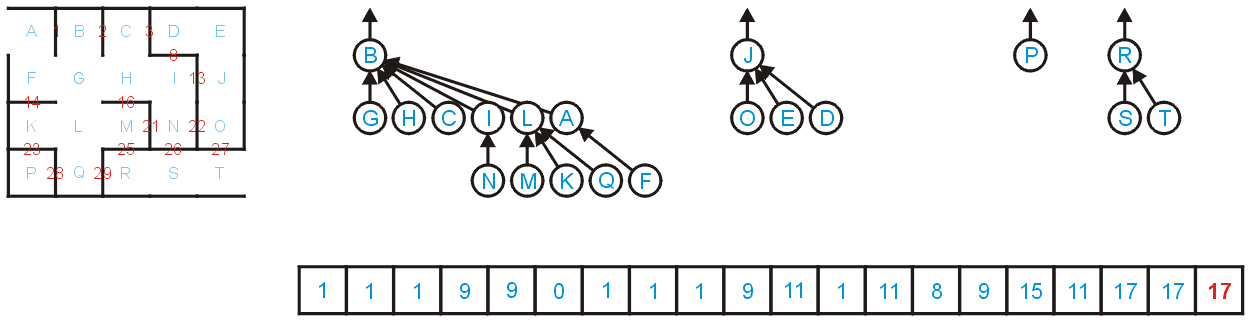 A 1 B 2 C 3 D E
8
F G H I 13 J
14 16
K L M 21 N 22 O
23 25 26 27
P 28 Q 29 R S T
B J P R
G H C I L A O E D S T
N M K Q F
1 1 1 9 9 0 1 1 1 9 11 1 11 8 9 15 11 17 17 17